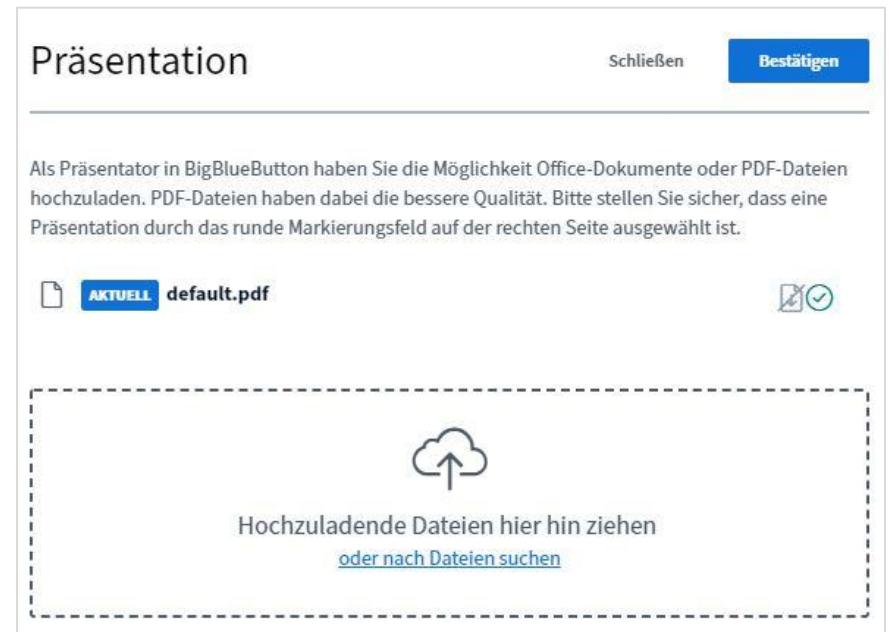 Präsentation
Schließen
Bestätigen
Als Präsentator in BigBlueButton haben Sie die Möglichkeit Office-Dokumente oder PDF-Dateien
hochzuladen. PDF-Dateien haben dabei die bessere Qualität. Bitte stellen Sie sicher, dass eine
Präsentation durch das runde Markierungsfeld auf der rechten Seite ausgewählt ist.
AKTUELL default.pdf
Hochzuladende Dateien hier hin ziehen
oder nach Dateien suchen